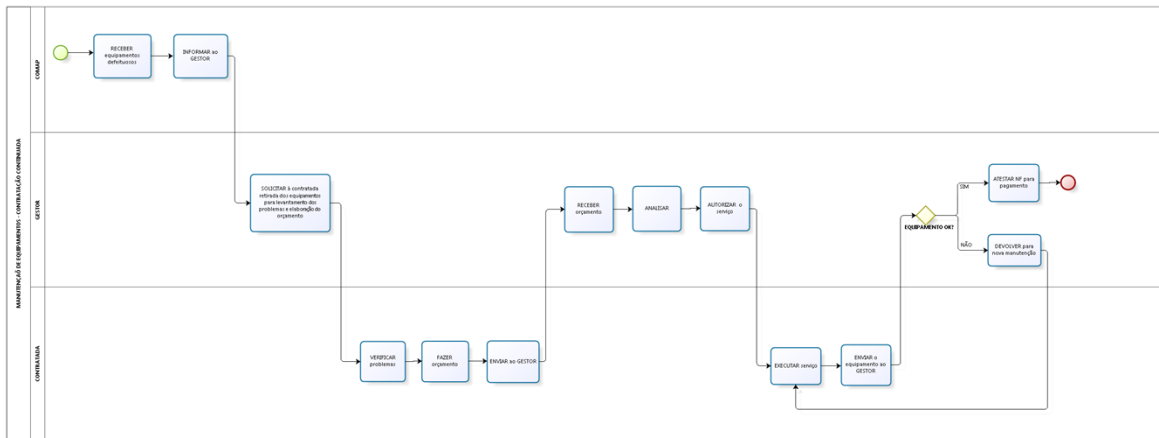 MANUTENÇÃO DE EQUIPAMENTOS - CONTRATAÇÃO CONTINUADA
COMAP
RECEBER
equipamentos
defeituosos
INFORMAR ao
GESTOR
GESTOR
SOLICITAR à contratada
retirada dos equipamento
para levantamento dos
problemas e elaboração do
orçamento
RECEBER
orçamento
ANALISAR
AUTORIZAR o
serviço
EQUIPAMENTO OK?
SIM
ATESTAR NF para
pagamento
NÃO
DEVOLVER para
nova manutenção
CONTRATADA
VERIFICAR
problemas
FAZER
orçamento
ENVIAR ao GESTOR
EXECUTAR serviço
ENVIAR o
equipamento ao
GESTOR